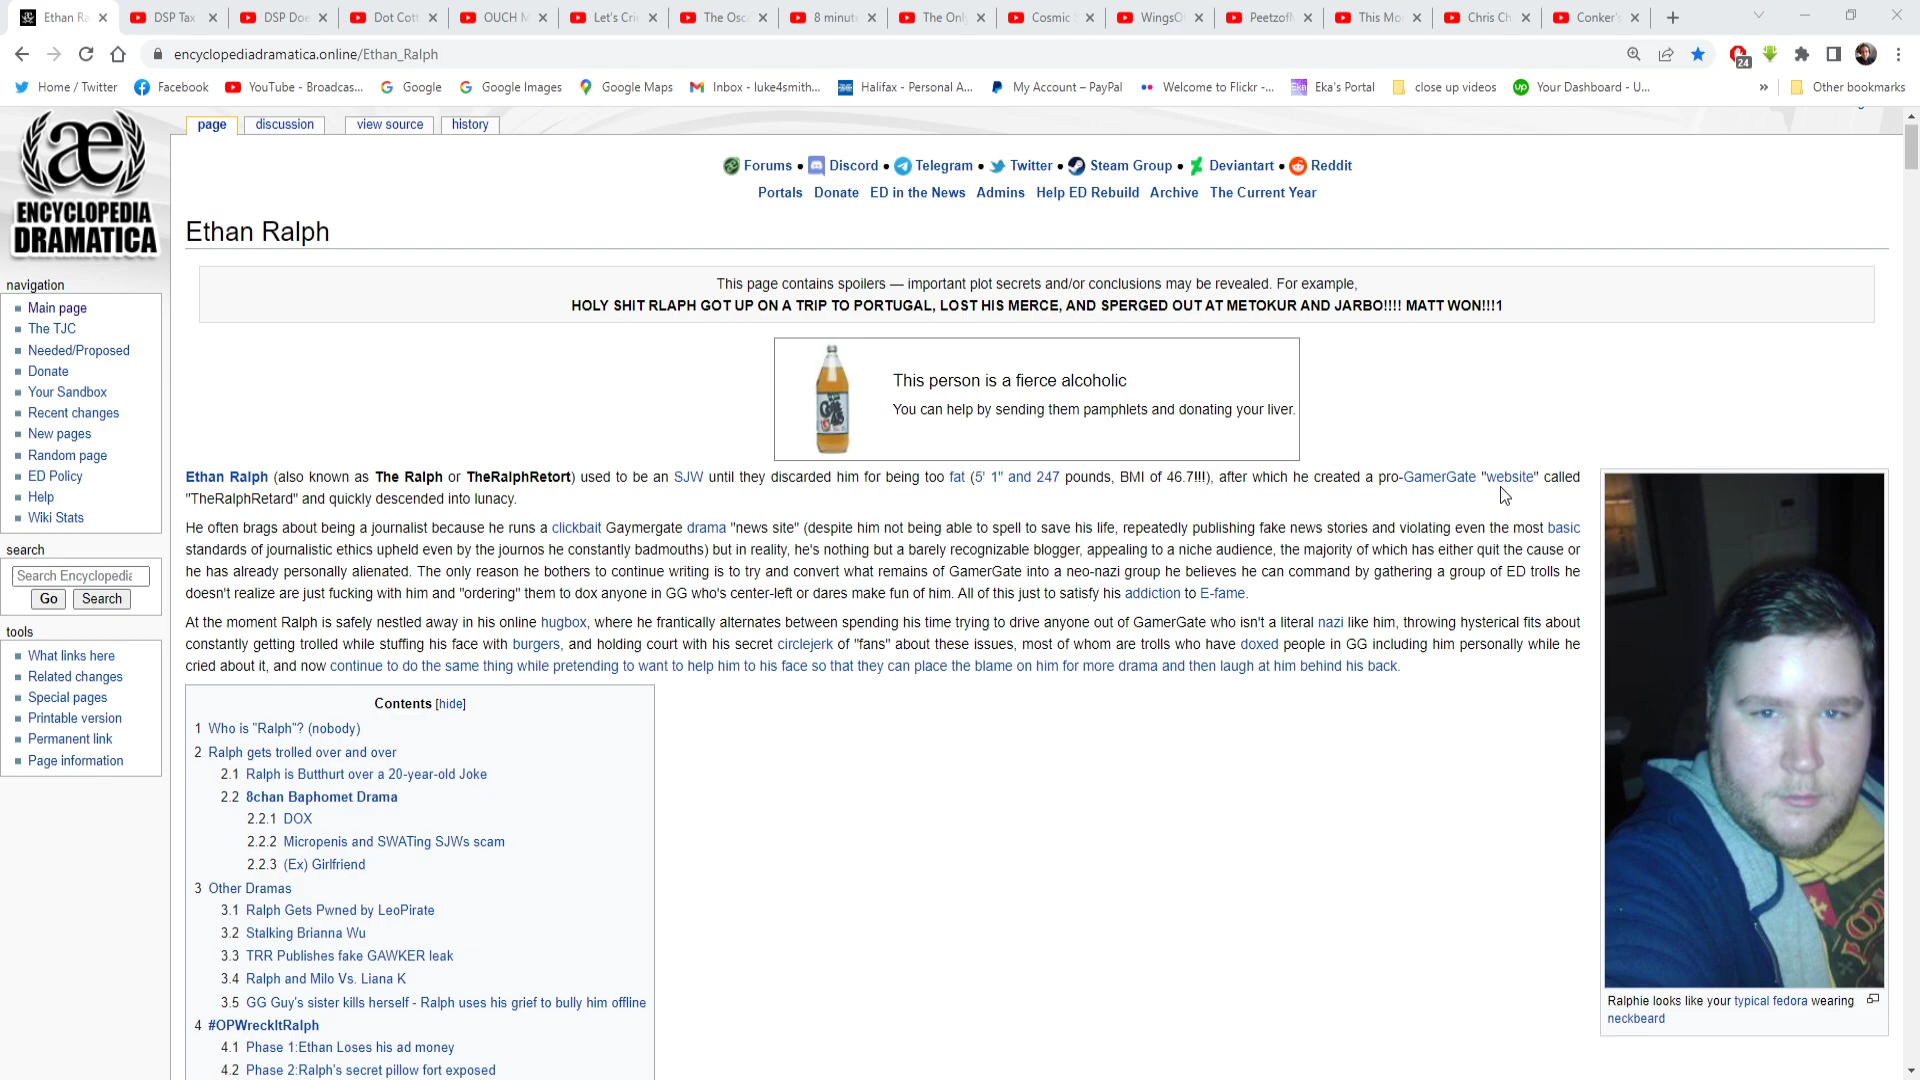 Ethan Ra
DSP Tax
DSP Doe
Dot Cott
OUCH M
Let's Cri
The Osc
8 minut
The Onl
Cosmic
WingsO
Peetzof
This Mo
Chris Ch
Conker'
encyclopediadramatica.online/Ethan_Ralph
24
Home / Twitter
Facebook
YouTube - Broadcas...
Google
Google Images
Google Maps
Inbox - luke4smith...
Halifax - Personal A...
My Account – PayPal
Welcome to Flickr -...
Eka's Portal
close up videos
Your Dashboard - U...
»
Other bookmarks
page
discussion
view source
history
æ
ENCYCLOPEDIA
DRAMATICA
Forums • Discord • Telegram • Twitter • Steam Group • Deviantart • Reddit
Portals Donate ED in the News Admins Help ED Rebuild Archive The Current Year
Ethan Ralph
This page contains spoilers — important plot secrets and/or conclusions may be revealed. For example,
HOLY SHIT RLAPH GOT UP ON A TRIP TO PORTUGAL, LOST HIS MERCE, AND SPERGED OUT AT METOKUR AND JARBO!!!! MATT WON!!!1
This person is a fierce alcoholic
You can help by sending them pamphlets and donating your liver.
Ethan Ralph (also known as The Ralph or TheRalphRetort) used to be an SJW until they discarded him for being too fat (5' 1" and 247 pounds, BMI of 46.7!!!), after which he created a pro-GamerGate "website" called
"TheRalphRetard" and quickly descended into lunacy.
He often brags about being a journalist because he runs a clickbait Gaymergate drama "news site" (despite him not being able to spell to save his life, repeatedly publishing fake news stories and violating even the most basic
standards of journalistic ethics upheld even by the journos he constantly badmouths) but in reality, he's nothing but a barely recognizable blogger, appealing to a niche audience, the majority of which has either quit the cause or
he has already personally alienated. The only reason he bothers to continue writing is to try and convert what remains of GamerGate into a neo-nazi group he believes he can command by gathering a group of ED trolls he
doesn't realize are just fucking with him and "ordering" them to dox anyone in GG who's center-left or dares make fun of him. All of this just to satisfy his addiction to E-fame.
At the moment Ralph is safely nestled away in his online hugbox, where he frantically alternates between spending his time trying to drive anyone out of GamerGate who isn't a literal nazi like him, throwing hysterical fits about
constantly getting trolled while stuffing his face with burgers, and holding court with his secret circlejerk of "fans" about these issues, most of whom are trolls who have doxed people in GG including him personally while he
cried about it, and now continue to do the same thing while pretending to want to help him to his face so that they can place the blame on him for more drama and then laugh at him behind his back.
Contents [hide]
1 Who is "Ralph"? (nobody)
2 Ralph gets trolled over and over
2.1 Ralph is Butthurt over a 20-year-old Joke
2.2 8chan Baphomet Drama
2.2.1 DOX
2.2.2 Micropenis and SWATing SJWs scam
2.2.3 (Ex) Girlfriend
3 Other Dramas
3.1 Ralph Gets Pwned by LeoPirate
3.2 Stalking Brianna Wu
3.3 TRR Publishes fake GAWKER leak
3.4 Ralph and Milo Vs. Liana K
3.5 GG Guy's sister kills herself - Ralph uses his grief to bully him offline
4 #OPWreckItRalph
4.1 Phase 1:Ethan Loses his ad money
4.2 Phase 2:Ralph's secret pillow fort exposed
Ralphie looks like your typical fedora wearing
neckbeard
navigation
Main page
The TJC
Needed/Proposed
Donate
Your Sandbox
Recent changes
New pages
Random page
ED Policy
Help
Wiki Stats
search
Search Encyclopedia
Go
Search
tools
What links here
Related changes
Special pages
Printable version
Permanent link
Page information